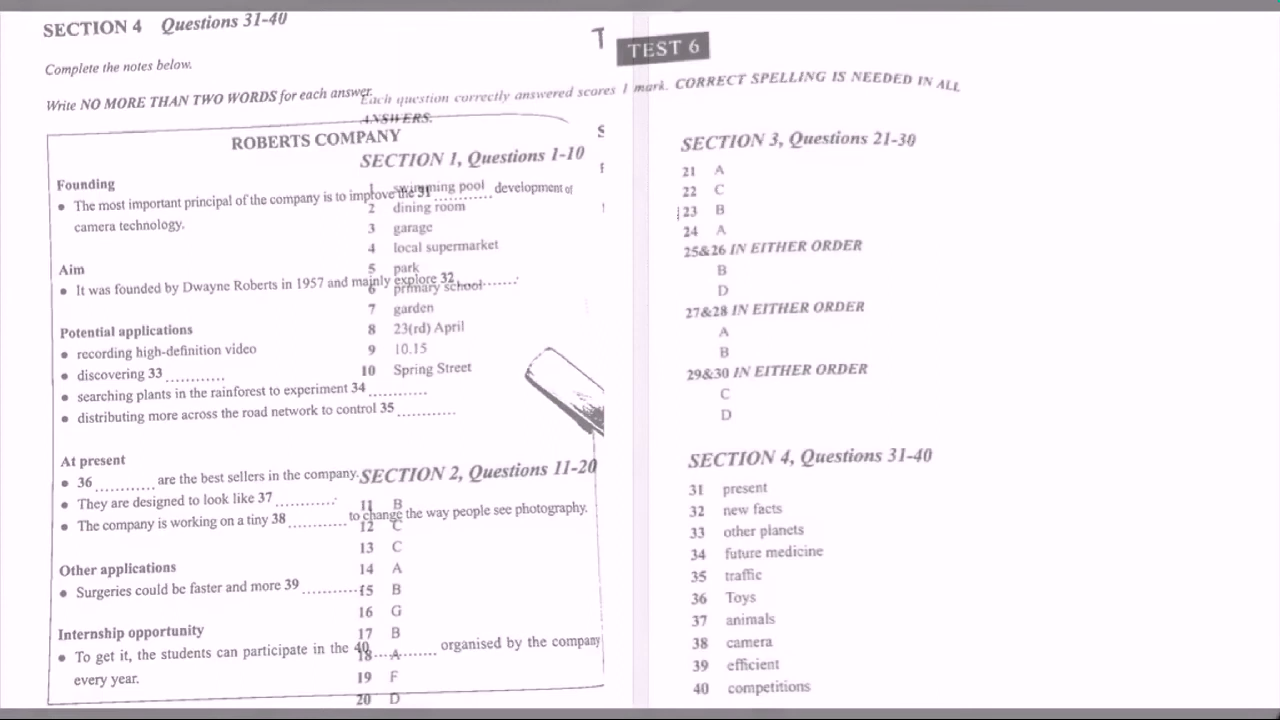 SECTION 4 Questions 31-40
Complete the notes below.
Write NO MORE THAN TWO WORDS for each answer.
ROBERTS COMPANY
Founding
• The most important principal of the company is to improve the 31 ............ development of
camera technology.
Aim
• It was founded by Dwayne Roberts in 1957 and mainly explore 32 ............
Potential applications
• recording high-definition video
• discovering 33 ............
• searching plants in the rainforest to experiment 34 ............
• distributing more across the road network to control 35 ............
At present
• 36 ............ are the best sellers in the company.
• They are designed to look like 37 ............
• The company is working on a tiny 38 ............ to change the way people see photography.
Other applications
• Surgeries could be faster and more 39 ............
Internship opportunity
• To get it, the students can participate in the 40 ............ organised by the company
every year.
T
TEST 6
Each question correctly answered scores 1 mark. CORRECT SPELLING IS NEEDED IN ALL
ANSWERS.
SECTION 1, Questions 1-10
1 swimming pool
2 dining room
3 garage
4 local supermarket
5 park
6 primary school
7 garden
8 23(rd) April
9 10.15
10 Spring Street
SECTION 2, Questions 11-20
11 B
12 C
13 C
14 A
15 B
16 G
17 B
18 A
19 F
20 D
SECTION 3, Questions 21-30
21 A
22 C
23 B
24 A
25&26 IN EITHER ORDER
B
D
27&28 IN EITHER ORDER
A
B
29&30 IN EITHER ORDER
C
D
SECTION 4, Questions 31-40
31 present
32 new facts
33 other planets
34 future medicine
35 traffic
36 Toys
37 animals
38 camera
39 efficient
40 competitions